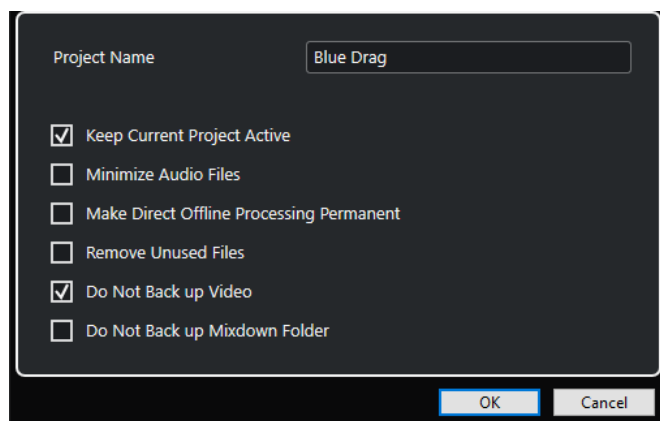 Project Name Blue Drag
Keep Current Project Active
Minimize Audio Files
Make Direct Offline Processing Permanent
Remove Unused Files
Do Not Back up Video
Do Not Back up Mixdown Folder
OK Cancel